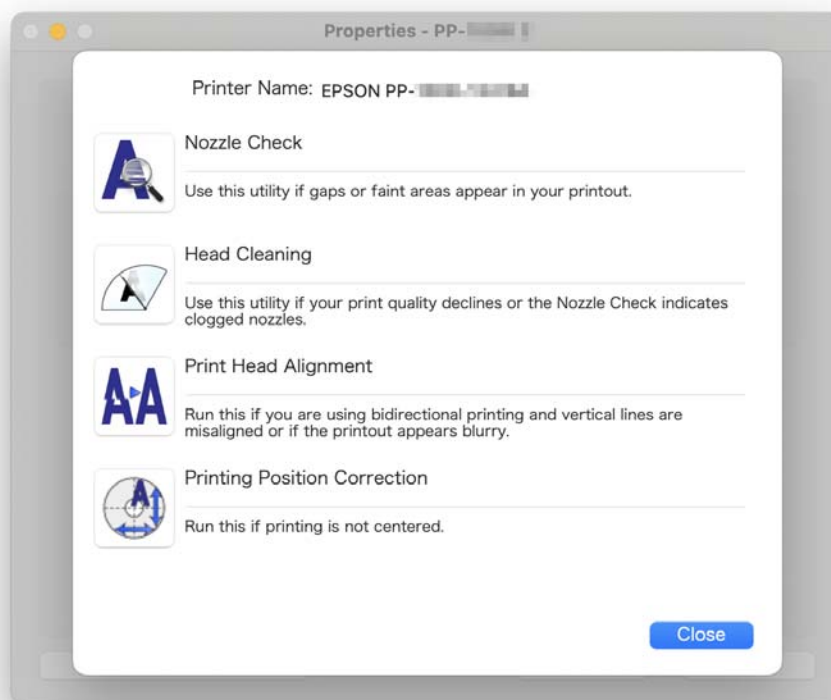 Properties - PP-
Printer Name: EPSON PP-
Nozzle Check
Use this utility if gaps or faint areas appear in your printout.
Head Cleaning
Use this utility if your print quality declines or the Nozzle Check indicates
clogged nozzles.
Print Head Alignment
Run this if you are using bidirectional printing and vertical lines are
misaligned or if the printout appears blurry.
Printing Position Correction
Run this if printing is not centered.
Close